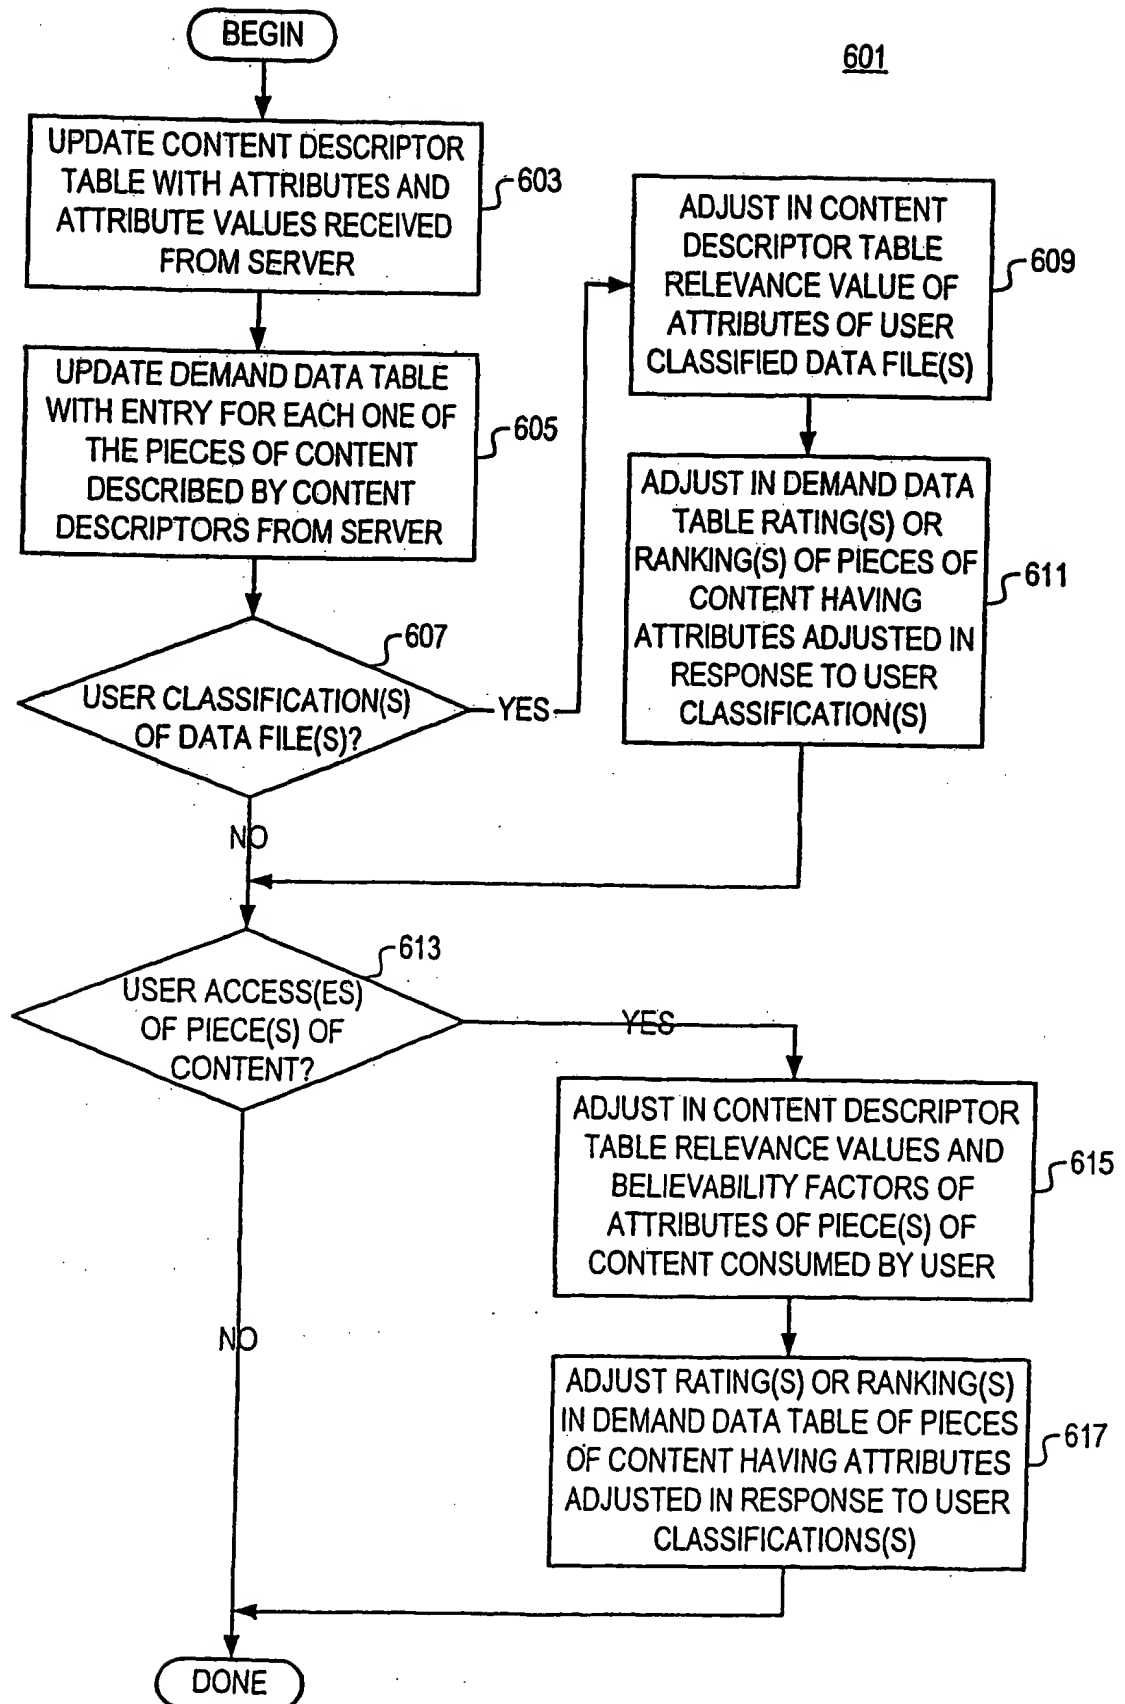 BEGIN
601
UPDATE CONTENT DESCRIPTOR
TABLE WITH ATTRIBUTES AND
ATTRIBUTE VALUES RECEIVED
FROM SERVER
603
UPDATE DEMAND DATA TABLE
WITH ENTRY FOR EACH ONE OF
THE PIECES OF CONTENT
DESCRIBED BY CONTENT
DESCRIPTORS FROM SERVER
605
USER CLASSIFICATION(S)
OF DATA FILE(S)?
607
YES
NO
ADJUST IN CONTENT
DESCRIPTOR TABLE
RELEVANCE VALUE OF
ATTRIBUTES OF USER
CLASSIFIED DATA FILE(S)
609
ADJUST IN DEMAND DATA
TABLE RATING(S) OR
RANKING(S) OF PIECES OF
CONTENT HAVING
ATTRIBUTES ADJUSTED IN
RESPONSE TO USER
CLASSIFICATION(S)
611
USER ACCESS(ES)
OF PIECE(S) OF
CONTENT?
613
YES
NO
ADJUST IN CONTENT DESCRIPTOR
TABLE RELEVANCE VALUES AND
BELIEVABILITY FACTORS OF
ATTRIBUTES OF PIECE(S) OF
CONTENT CONSUMED BY USER
615
ADJUST RATING(S) OR RANKING(S)
IN DEMAND DATA TABLE OF PIECES
OF CONTENT HAVING ATTRIBUTES
ADJUSTED IN RESPONSE TO USER
CLASSIFICATIONS(S)
617
DONE